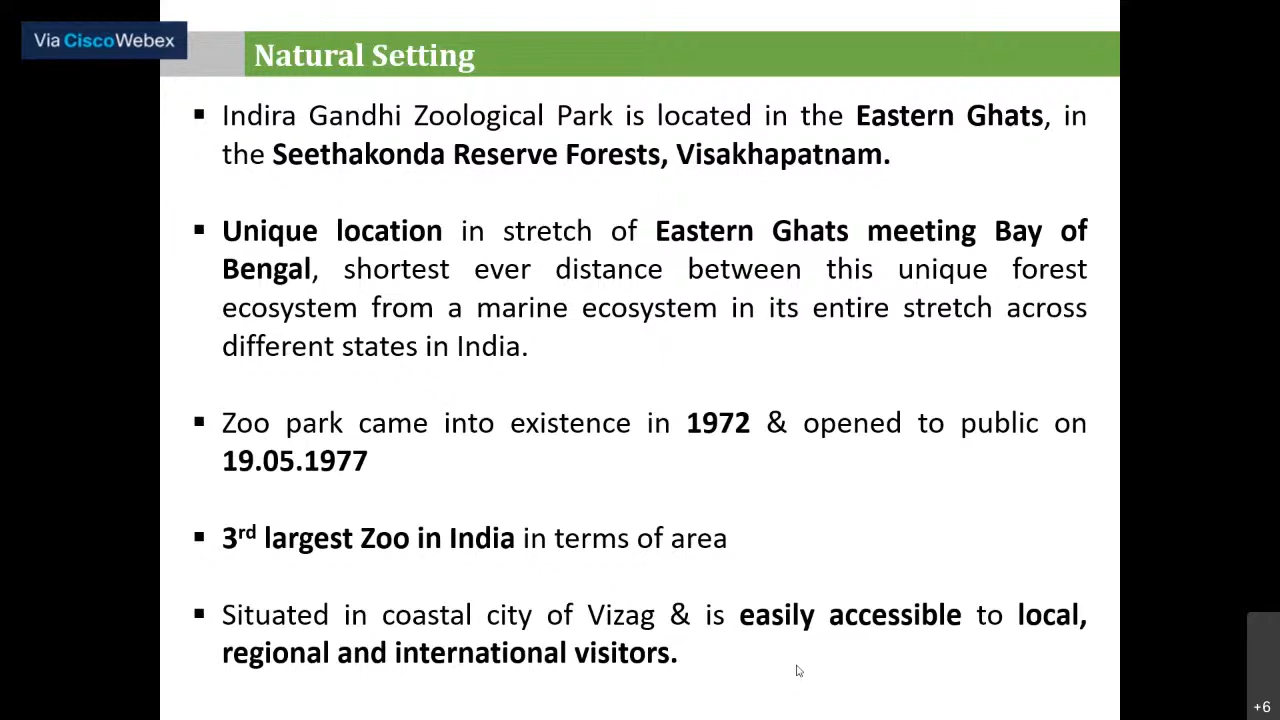 Via Cisco Webex
Natural Setting
▪ Indira Gandhi Zoological Park is located in the Eastern Ghats, in
the Seethakonda Reserve Forests, Visakhapatnam.
▪ Unique location in stretch of Eastern Ghats meeting Bay of
Bengal, shortest ever distance between this unique forest
ecosystem from a marine ecosystem in its entire stretch across
different states in India.
▪ Zoo park came into existence in 1972 & opened to public on
19.05.1977
▪ 3rd largest Zoo in India in terms of area
▪ Situated in coastal city of Vizag & is easily accessible to local,
regional and international visitors.
+6